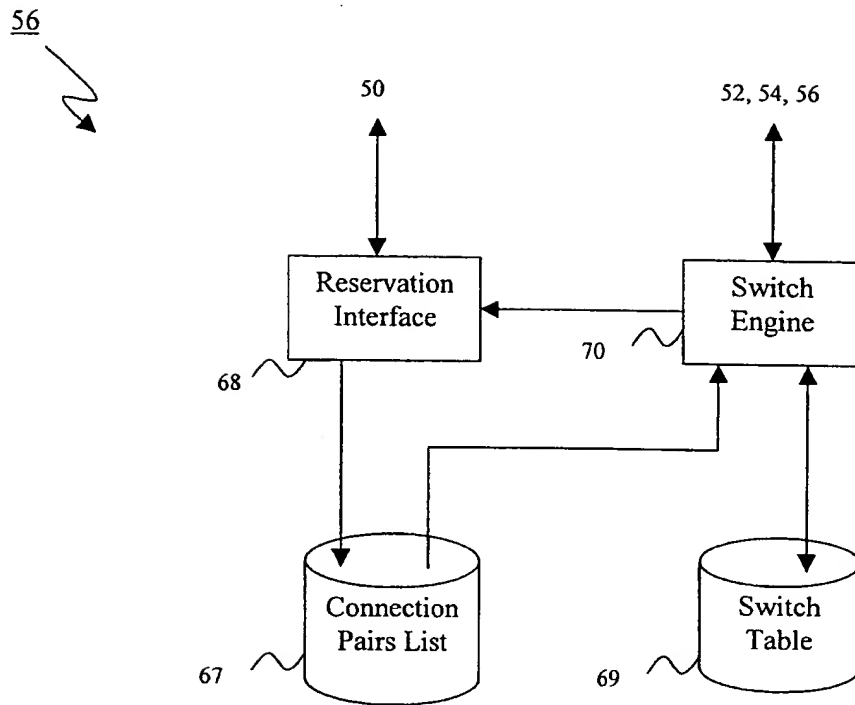 56
50
52, 54, 56
Reservation
Interface
Switch
Engine
68
70
Connection
Pairs List
Switch
Table
67
69